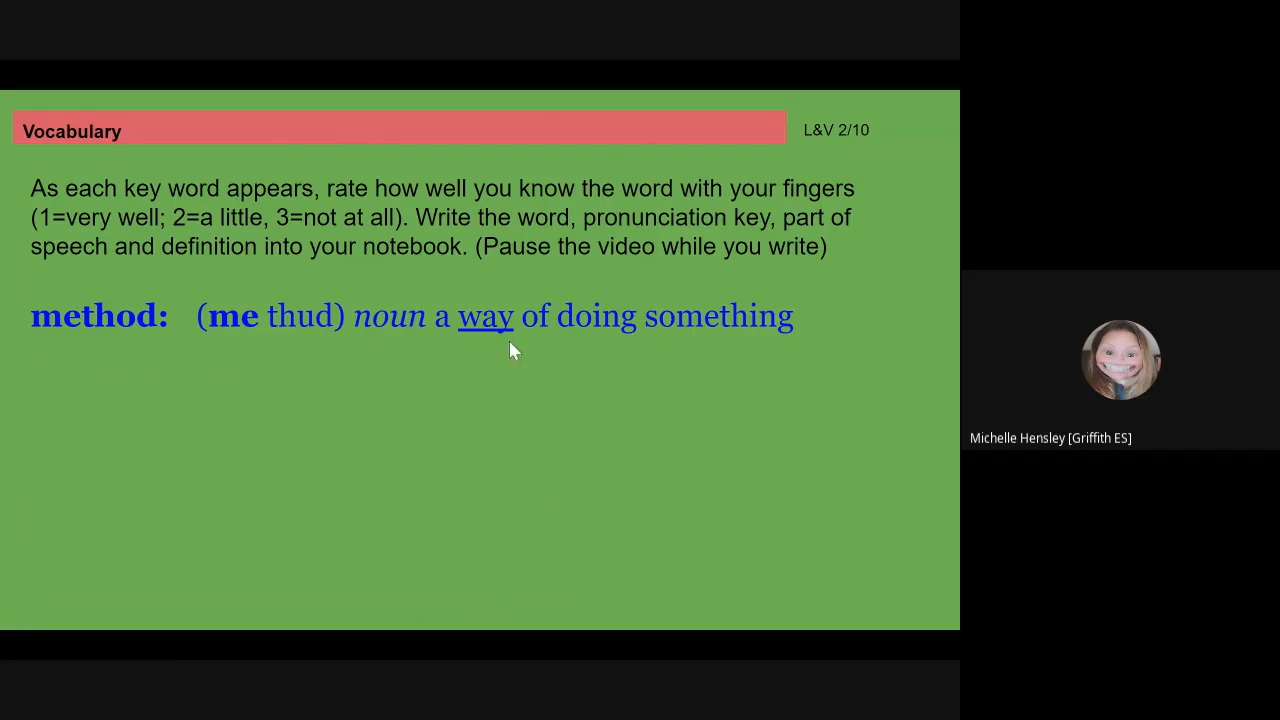 Vocabulary
L&V 2/10
As each key word appears, rate how well you know the word with your fingers
(1=very well; 2=a little, 3=not at all). Write the word, pronunciation key, part of
speech and definition into your notebook. (Pause the video while you write)
method: (me thud) noun a way of doing something
Michelle Hensley [Griffith ES]